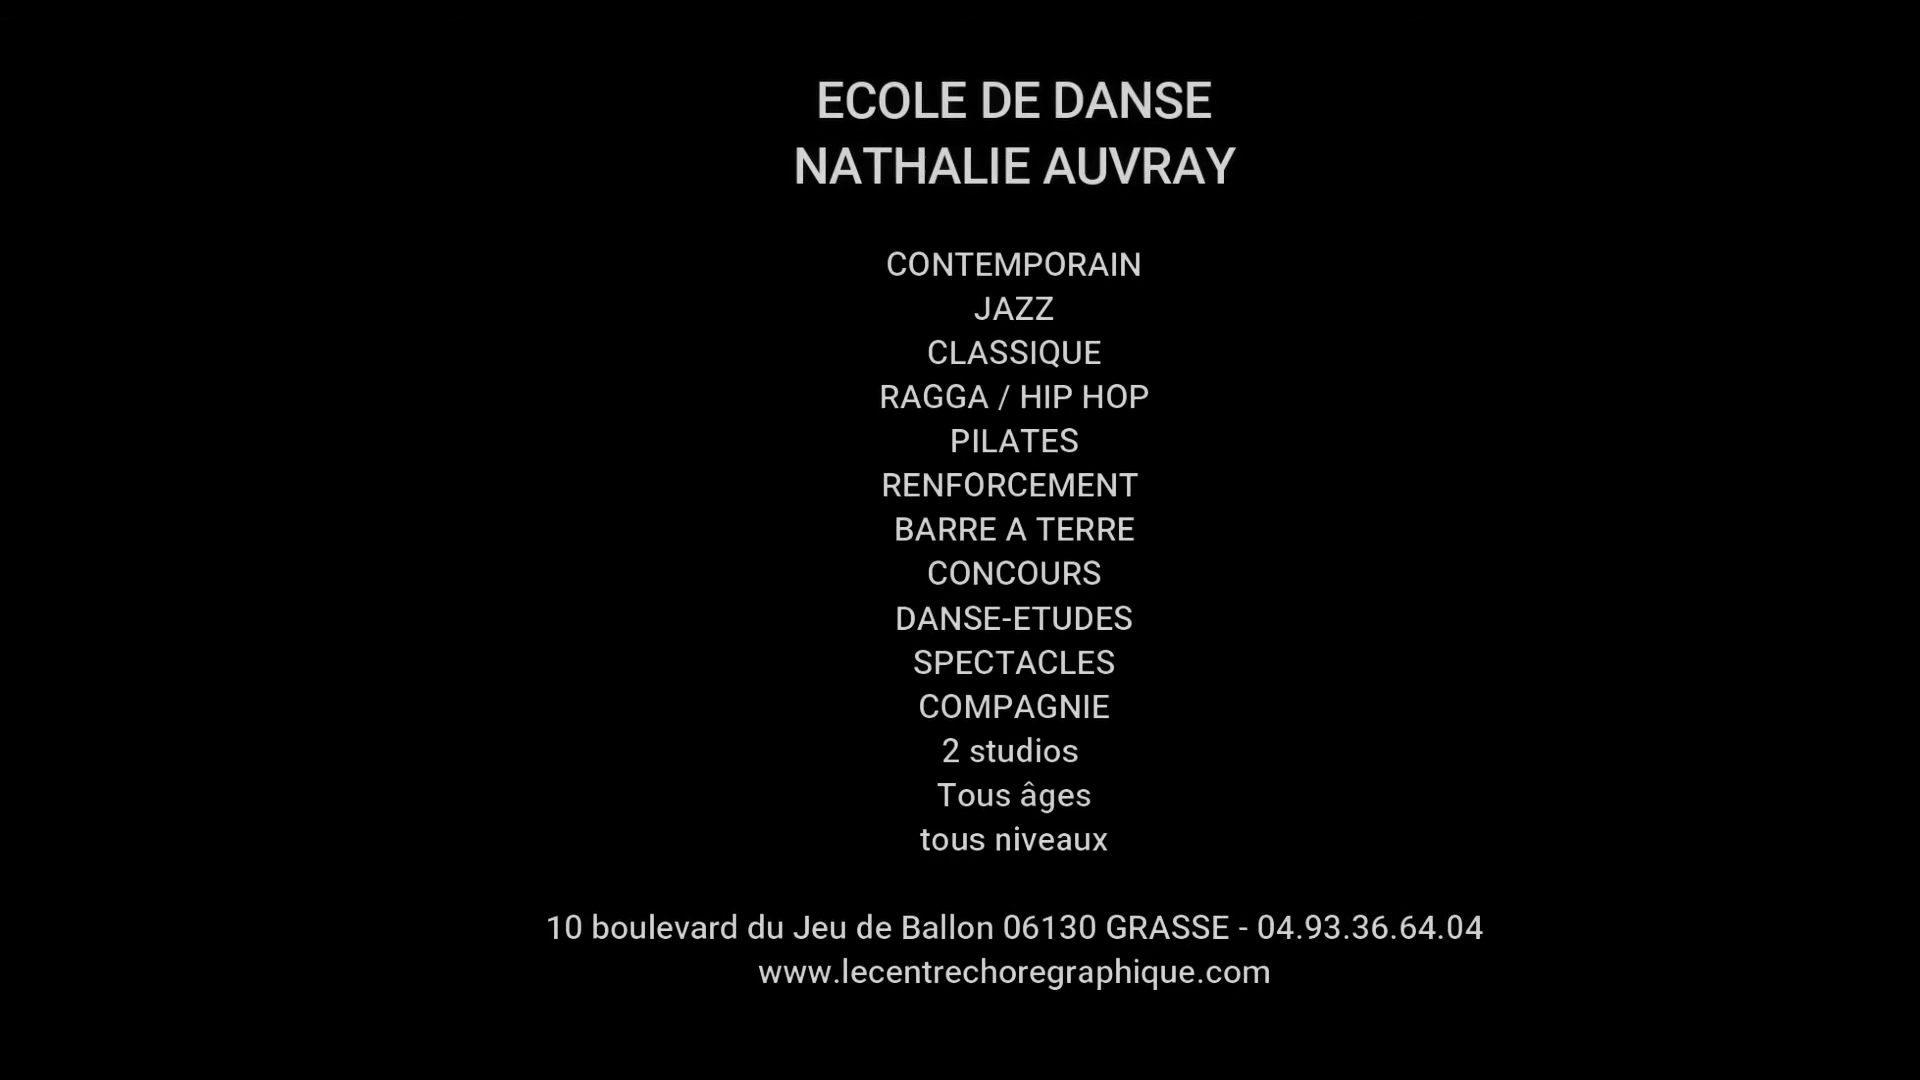 ECOLE DE DANSE
NATHALIE AUVRAY
CONTEMPORAIN
JAZZ
CLASSIQUE
RAGGA / HIP HOP
PILATES
RENFORCEMENT
BARRE A TERRE
CONCOURS
DANSE-ETUDES
SPECTACLES
COMPAGNIE
2 studios
Tous âges
tous niveaux
10 boulevard du Jeu de Ballon 06130 GRASSE - 04.93.36.64.04
www.lecentrechoregraphique.com